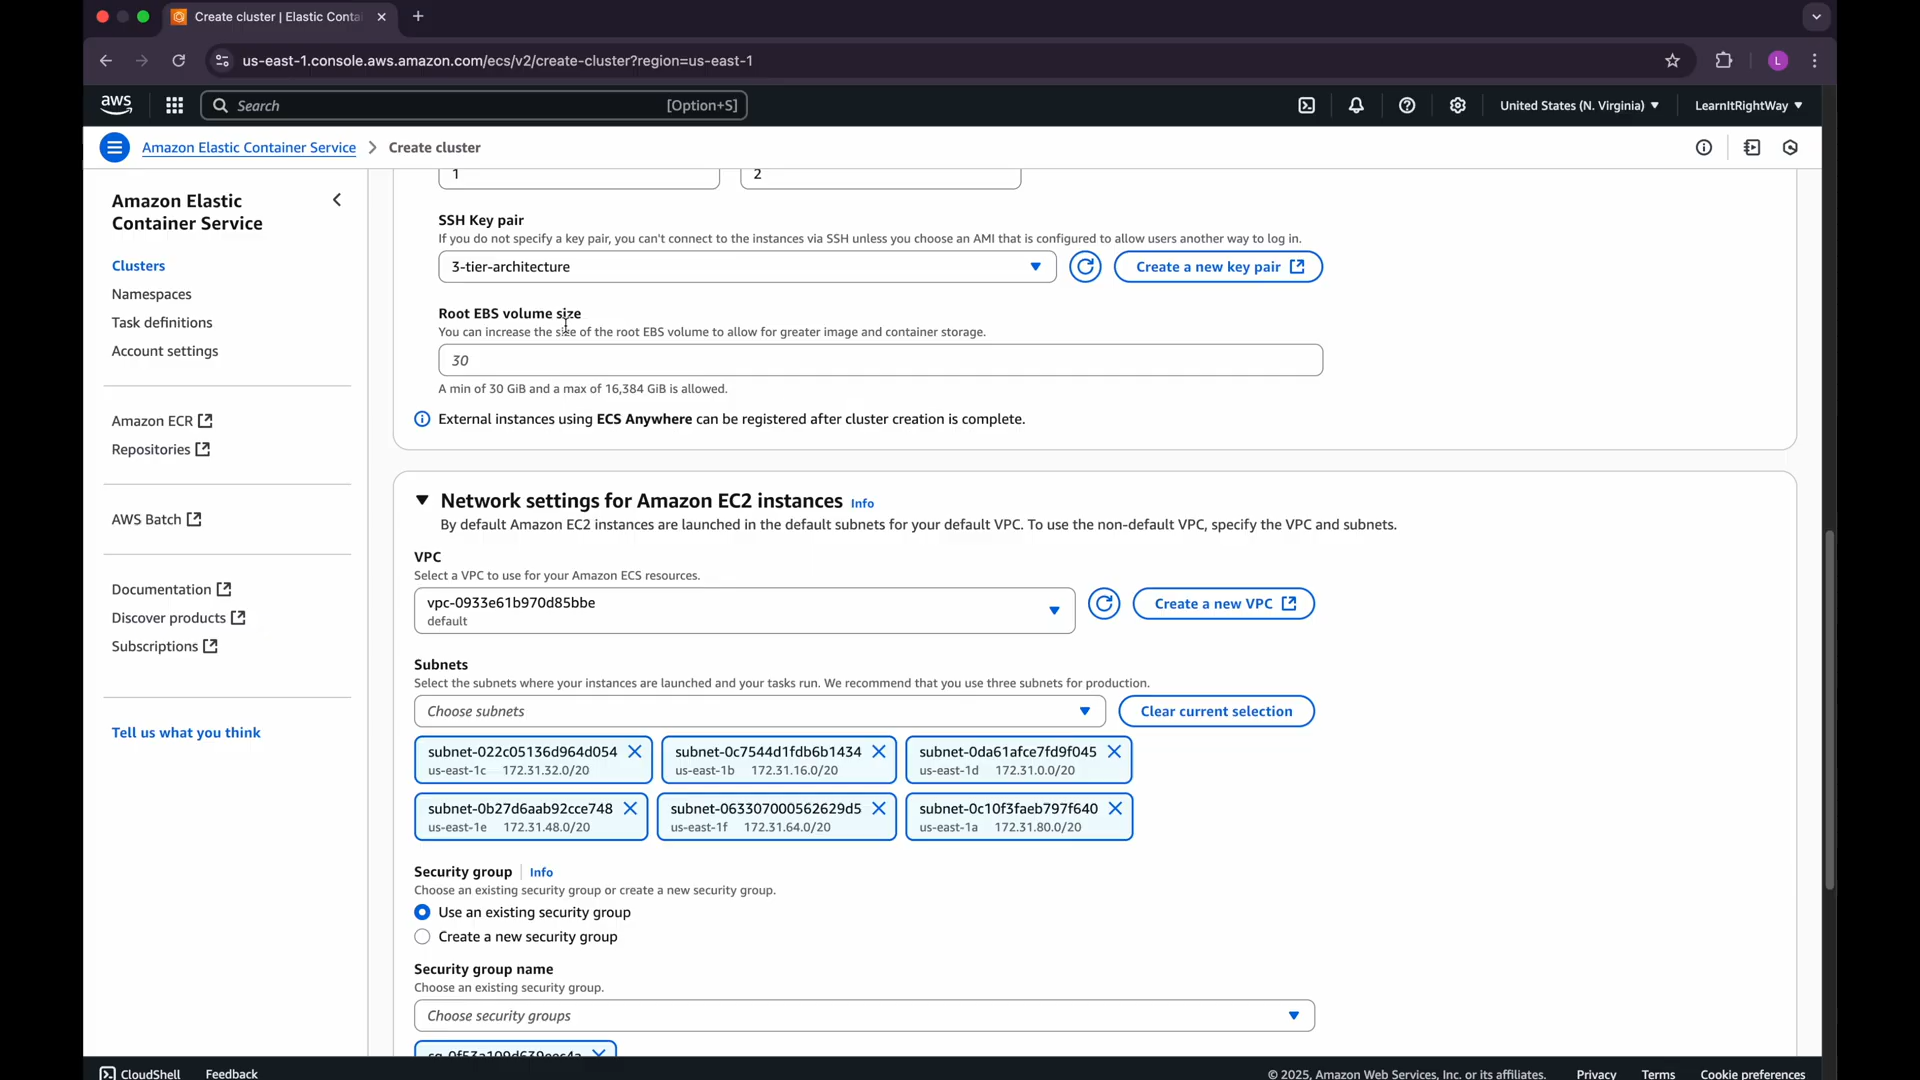 Create cluster | Elastic Conta
us-east-1.console.aws.amazon.com/ecs/v2/create-cluster?region=us-east-1
L
aws
Search
[Option+S]
United States (N. Virginia)
LearnItRightWay
Amazon Elastic Container Service
Create cluster
Amazon Elastic
Container Service
Clusters
Namespaces
Task definitions
Account settings
Amazon ECR
Repositories
AWS Batch
Documentation
Discover products
Subscriptions
Tell us what you think
1
2
SSH Key pair
If you do not specify a key pair, you can't connect to the instances via SSH unless you choose an AMI that is configured to allow users another way to log in.
3-tier-architecture
Create a new key pair
Root EBS volume size
You can increase the size of the root EBS volume to allow for greater image and container storage.
30
A min of 30 GiB and a max of 16,384 GiB is allowed.
External instances using ECS Anywhere can be registered after cluster creation is complete.
Network settings for Amazon EC2 instances Info
By default Amazon EC2 instances are launched in the default subnets for your default VPC. To use the non-default VPC, specify the VPC and subnets.
VPC
Select a VPC to use for your Amazon ECS resources.
vpc-0933e61b970d85bbe
default
Create a new VPC
Subnets
Select the subnets where your instances are launched and your tasks run. We recommend that you use three subnets for production.
Choose subnets
Clear current selection
subnet-022c05136d964d054
us-east-1c 172.31.32.0/20
subnet-0c7544d1fdb6b1434
us-east-1b 172.31.16.0/20
subnet-0da61afce7fd9f045
us-east-1d 172.31.0.0/20
subnet-0b27d6aab92cce748
us-east-1e 172.31.48.0/20
subnet-063307000562629d5
us-east-1f 172.31.64.0/20
subnet-0c10f3faeb797f640
us-east-1a 172.31.80.0/20
Security group Info
Choose an existing security group or create a new security group.
Use an existing security group
Create a new security group
Security group name
Choose an existing security group.
Choose security groups
CloudShell
Feedback
© 2025, Amazon Web Services, Inc. or its affiliates.
Privacy
Terms
Cookie preferences